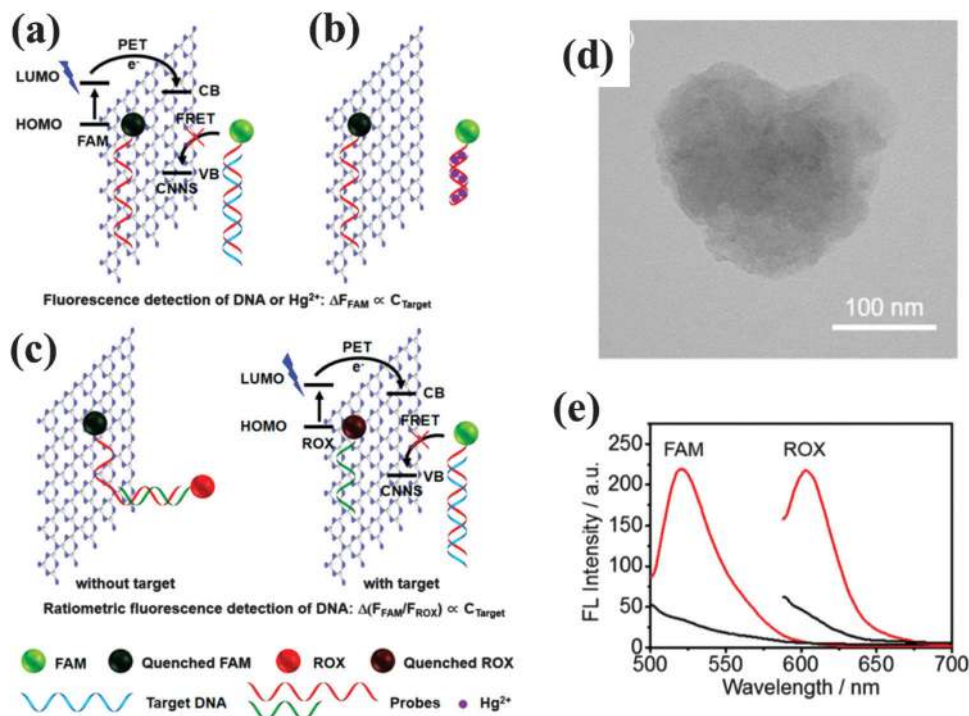 (a)
PET
e⁻
LUMO
CB
HOMO
FAM
FRET
VB
CNNS
(b)
Fluorescence detection of DNA or Hg²⁺: ΔF_FAM ∝ C_Target
(c)
PET
e⁻
LUMO
CB
HOMO
ROX
FRET
VB
CNNS
without target
with target
Ratiometric fluorescence detection of DNA: Δ(F_FAM/F_ROX) ∝ C_Target
FAM
Quenched FAM
ROX
Quenched ROX
Target DNA
Probes
Hg²⁺
(d)
100 nm
(e)
FAM
ROX
FL Intensity / a.u.
250
200
150
100
50
0
500
550
600
650
700
Wavelength / nm